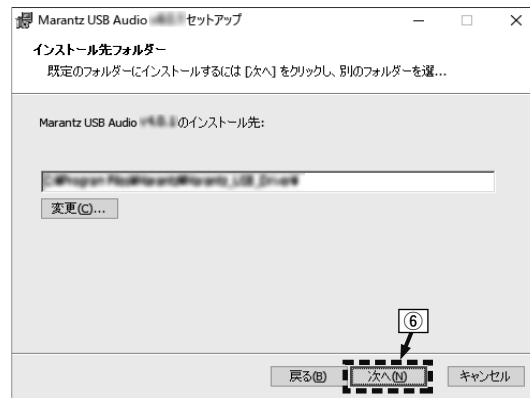 Marantz USB Audio セットアップ
インストール先フォルダー
既定のフォルダーにインストールするには [次へ] をクリックし、別のフォルダーを選...
Marantz USB Audio のインストール先:
変更(C)...
⑥
戻る(B) 次へ(N) キャンセル